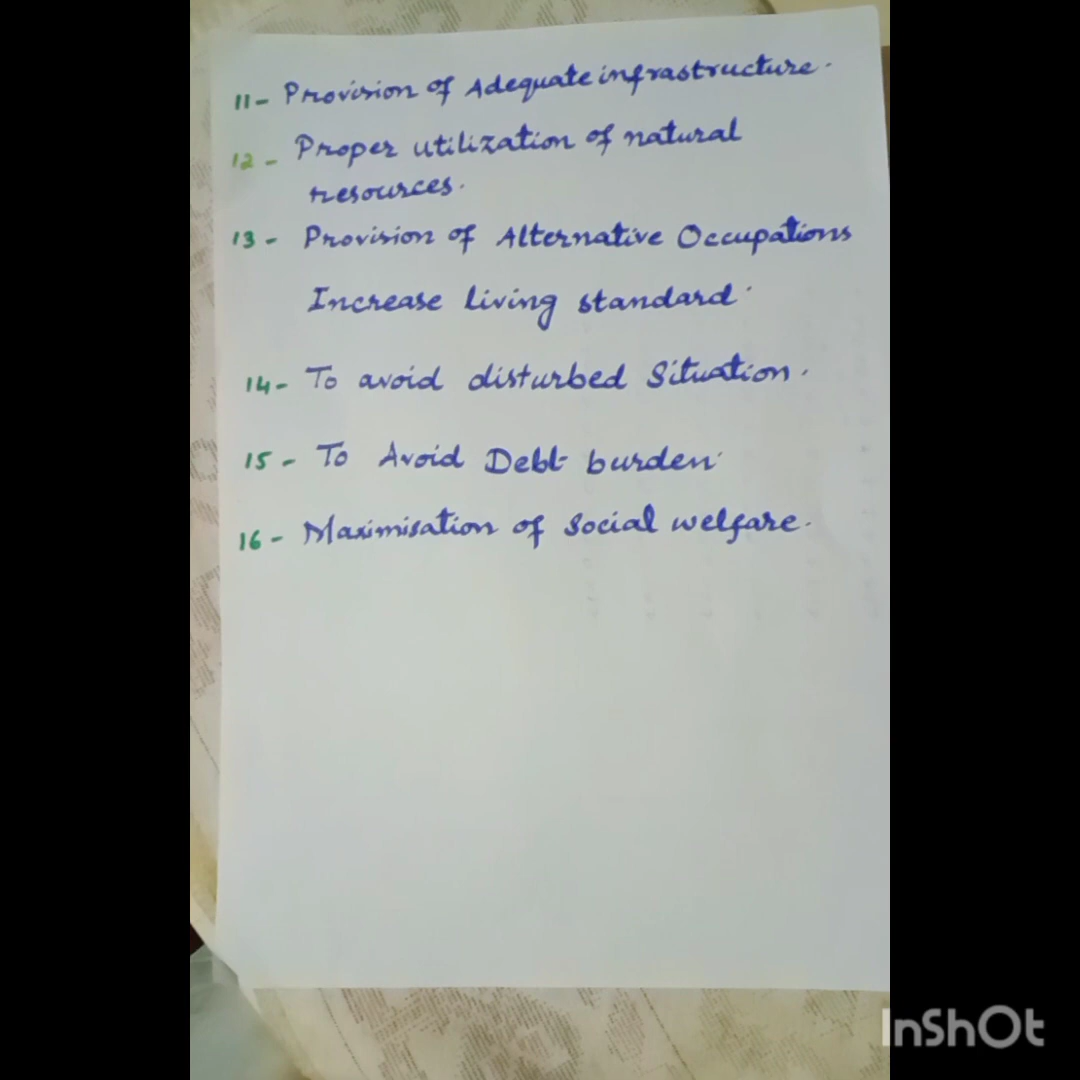 11- Provision of Adequate infrastructure.
12- Proper utilization of natural
resources.
13- Provision of Alternative Occupations
Increase living standard.
14- To avoid disturbed Situation.
15- To Avoid Debt burden.
16- Maximisation of Social welfare.
InShOt